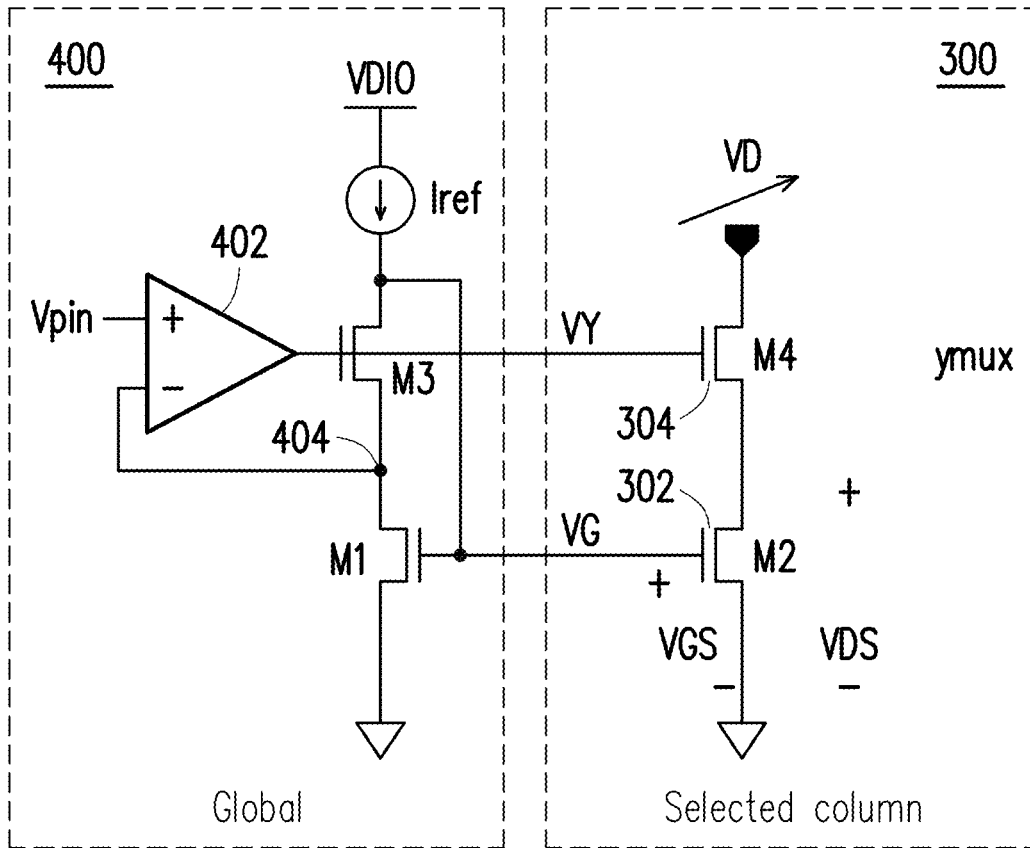 400
VDIO
Iref
402
Vpin
+
−
M3
404
M1
Global
300
VD
VY
M4
ymux
304
302
+
VG
M2
+
VGS
VDS
−
−
Selected column